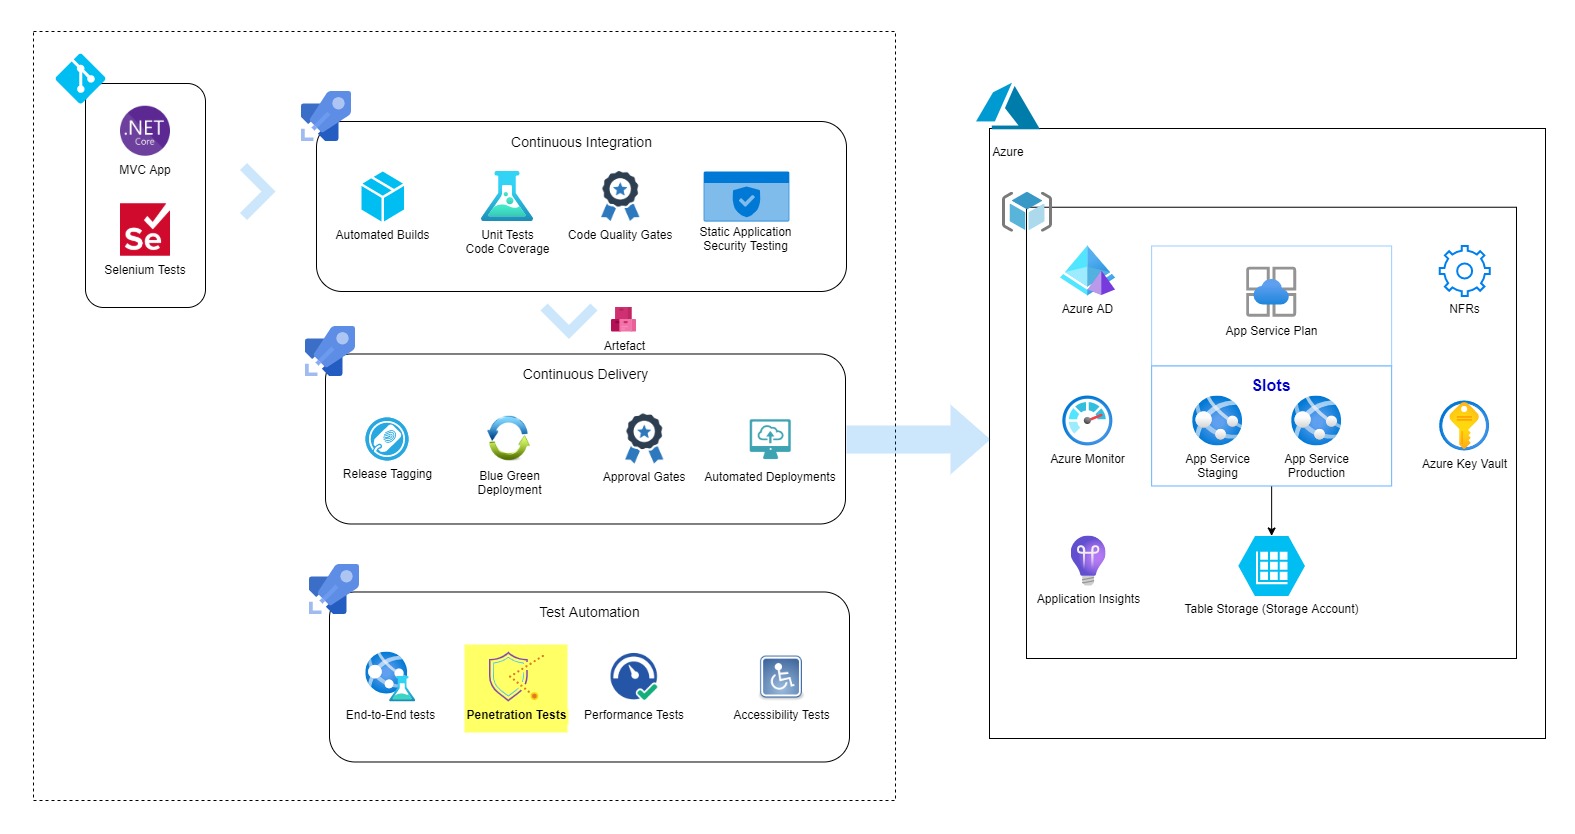 .NET
Core
MVC App
Se
Selenium Tests
Continuous Integration
Automated Builds
Unit Tests
Code Coverage
Code Quality Gates
Static Application
Security Testing
Artefact
Continuous Delivery
Release Tagging
Blue Green
Deployment
Approval Gates
Automated Deployments
Test Automation
End-to-End tests
Penetration Tests
Performance Tests
Accessibility Tests
Azure
Azure AD
App Service Plan
NFRs
Slots
Azure Monitor
App Service
Staging
App Service
Production
Azure Key Vault
Application Insights
Table Storage (Storage Account)